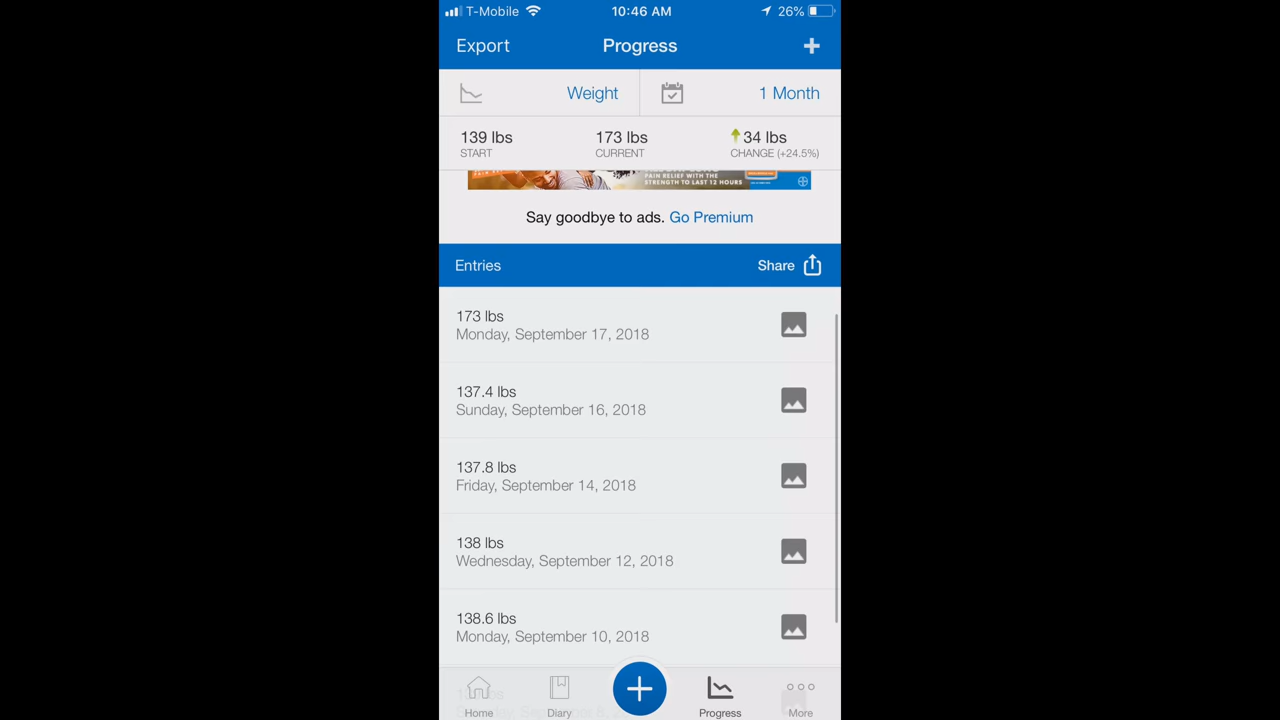 T-Mobile 10:46 AM 26%
Export Progress
Weight 1 Month
139 lbs 173 lbs 34 lbs
START CURRENT CHANGE (+24.5%)
PAIN RELIEF WITH THE
STRENGTH TO LAST 12 HOURS
Say goodbye to ads. Go Premium
Entries Share
173 lbs
Monday, September 17, 2018
137.4 lbs
Sunday, September 16, 2018
137.8 lbs
Friday, September 14, 2018
138 lbs
Wednesday, September 12, 2018
138.6 lbs
Monday, September 10, 2018
Home Diary Progress More